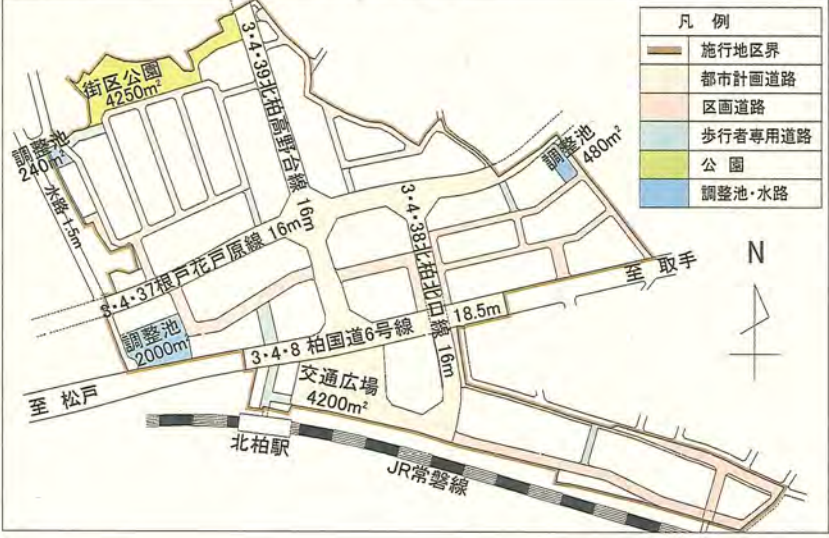 凡 例
施行地区界
都市計画道路
区画道路
歩行者専用道路
公 園
調整池・水路
街区公園
4250m²
3・4・39北柏高野台線 16m
調整池
240m²
水路1.5m
調整池
480m²
3・4・38北柏北口線 16m
3・4・37根戸花戸原線 16m
N
至 取手
調整池
2000m²
3・4・8 柏国道6号線
18.5m
至 松戸
交通広場
4200m²
北柏駅
JR常磐線